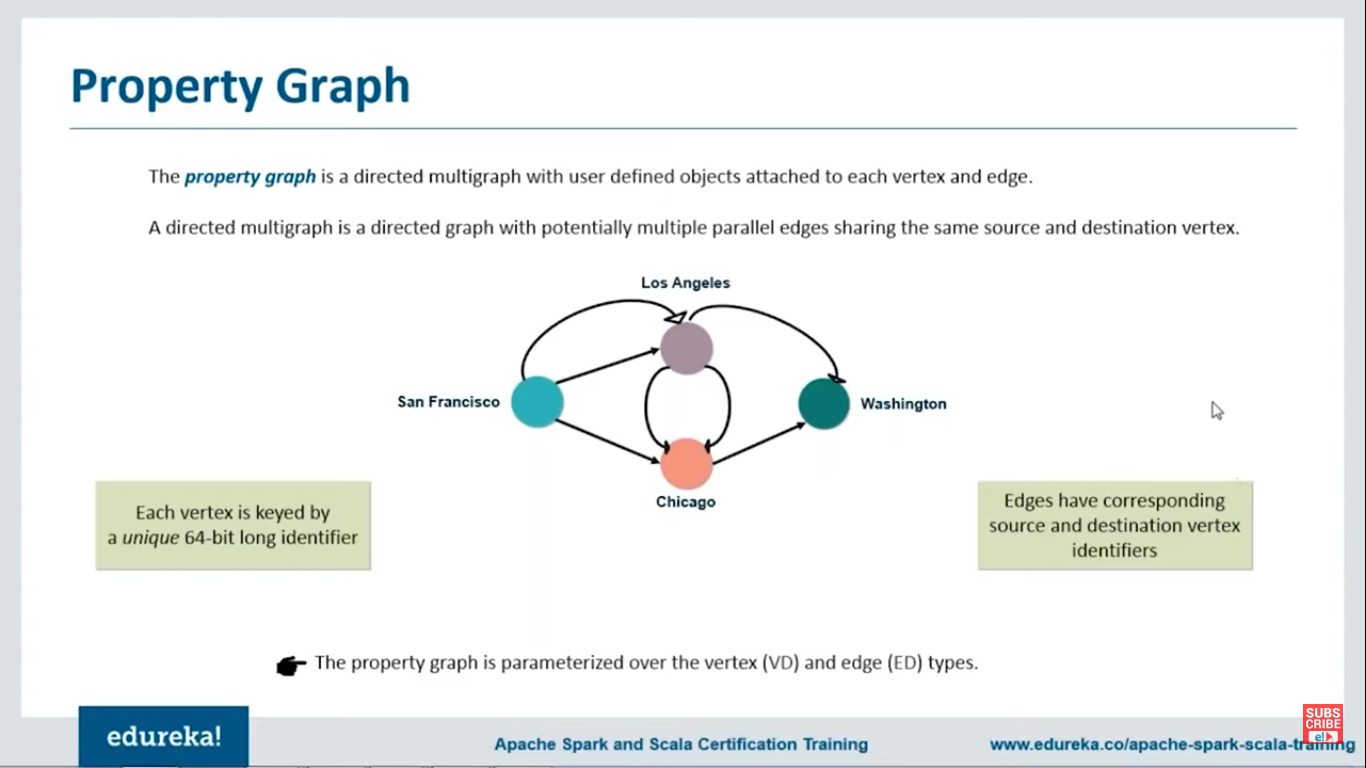 Property Graph
The property graph is a directed multigraph with user defined objects attached to each vertex and edge.
A directed multigraph is a directed graph with potentially multiple parallel edges sharing the same source and destination vertex.
Los Angeles
San Francisco
Washington
Chicago
Each vertex is keyed by
a unique 64-bit long identifier
Edges have corresponding
source and destination vertex
identifiers
The property graph is parameterized over the vertex (VD) and edge (ED) types.
edureka!
Apache Spark and Scala Certification Training
www.edureka.co/apache-spark-scala-training
SUBS
CRIBE
e!